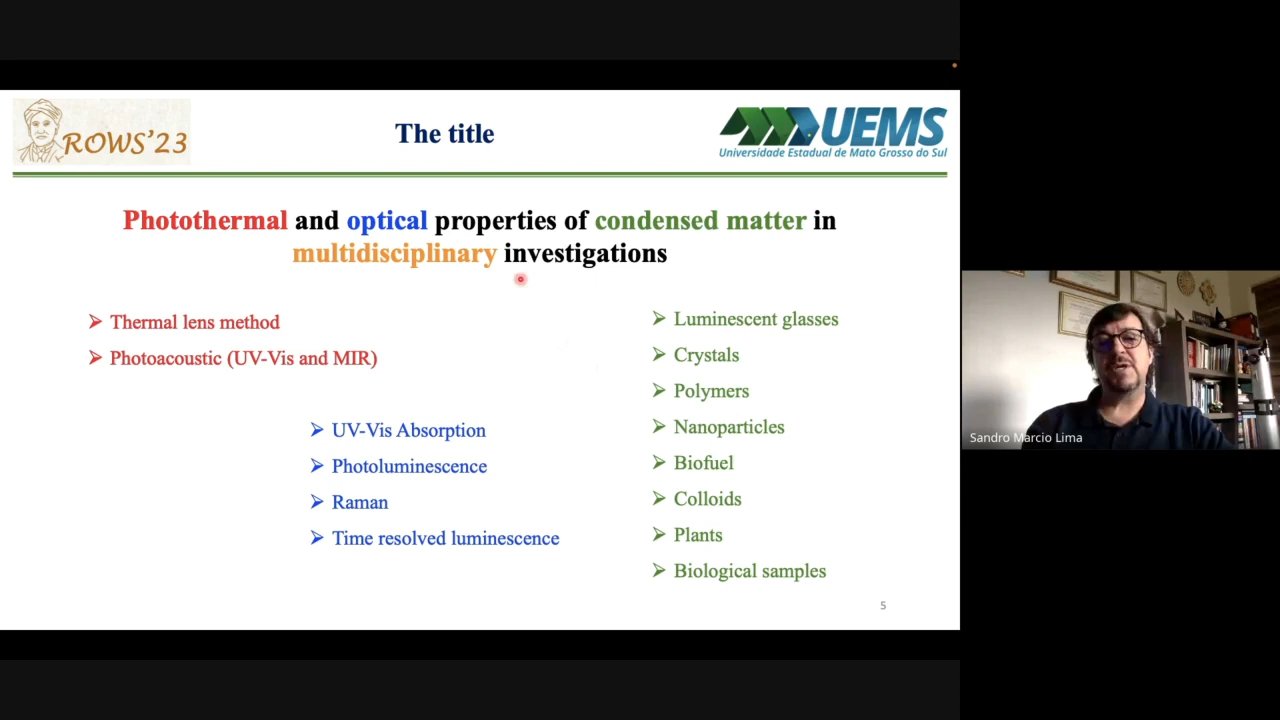 ROWS'23
The title
UEMS
Universidade Estadual de Mato Grosso do Sul
Photothermal and optical properties of condensed matter in
multidisciplinary investigations
➢ Thermal lens method
➢ Photoacoustic (UV-Vis and MIR)
➢ UV-Vis Absorption
➢ Photoluminescence
➢ Raman
➢ Time resolved luminescence
➢ Luminescent glasses
➢ Crystals
➢ Polymers
➢ Nanoparticles
➢ Biofuel
➢ Colloids
➢ Plants
➢ Biological samples
5
Sandro Marcio Lima